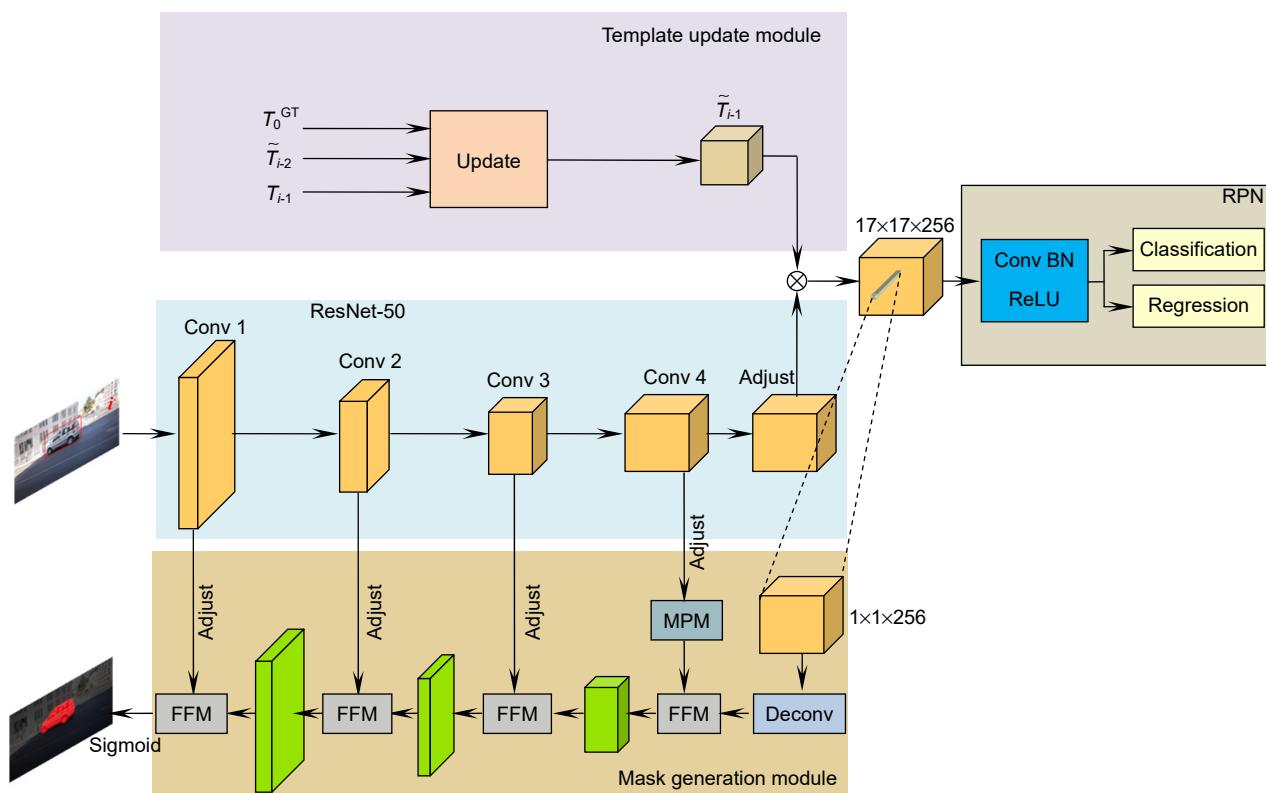 Template update module
T₀ᴳᵀ
T̃ᵢ₋₂
Tᵢ₋₁
Update
T̃ᵢ₋₁
RPN
17×17×256
Conv BN
ReLU
Classification
Regression
ResNet-50
Conv 1
Conv 2
Conv 3
Conv 4
Adjust
Adjust
Adjust
Adjust
Adjust
MPM
1×1×256
FFM
FFM
FFM
FFM
Deconv
Sigmoid
Mask generation module